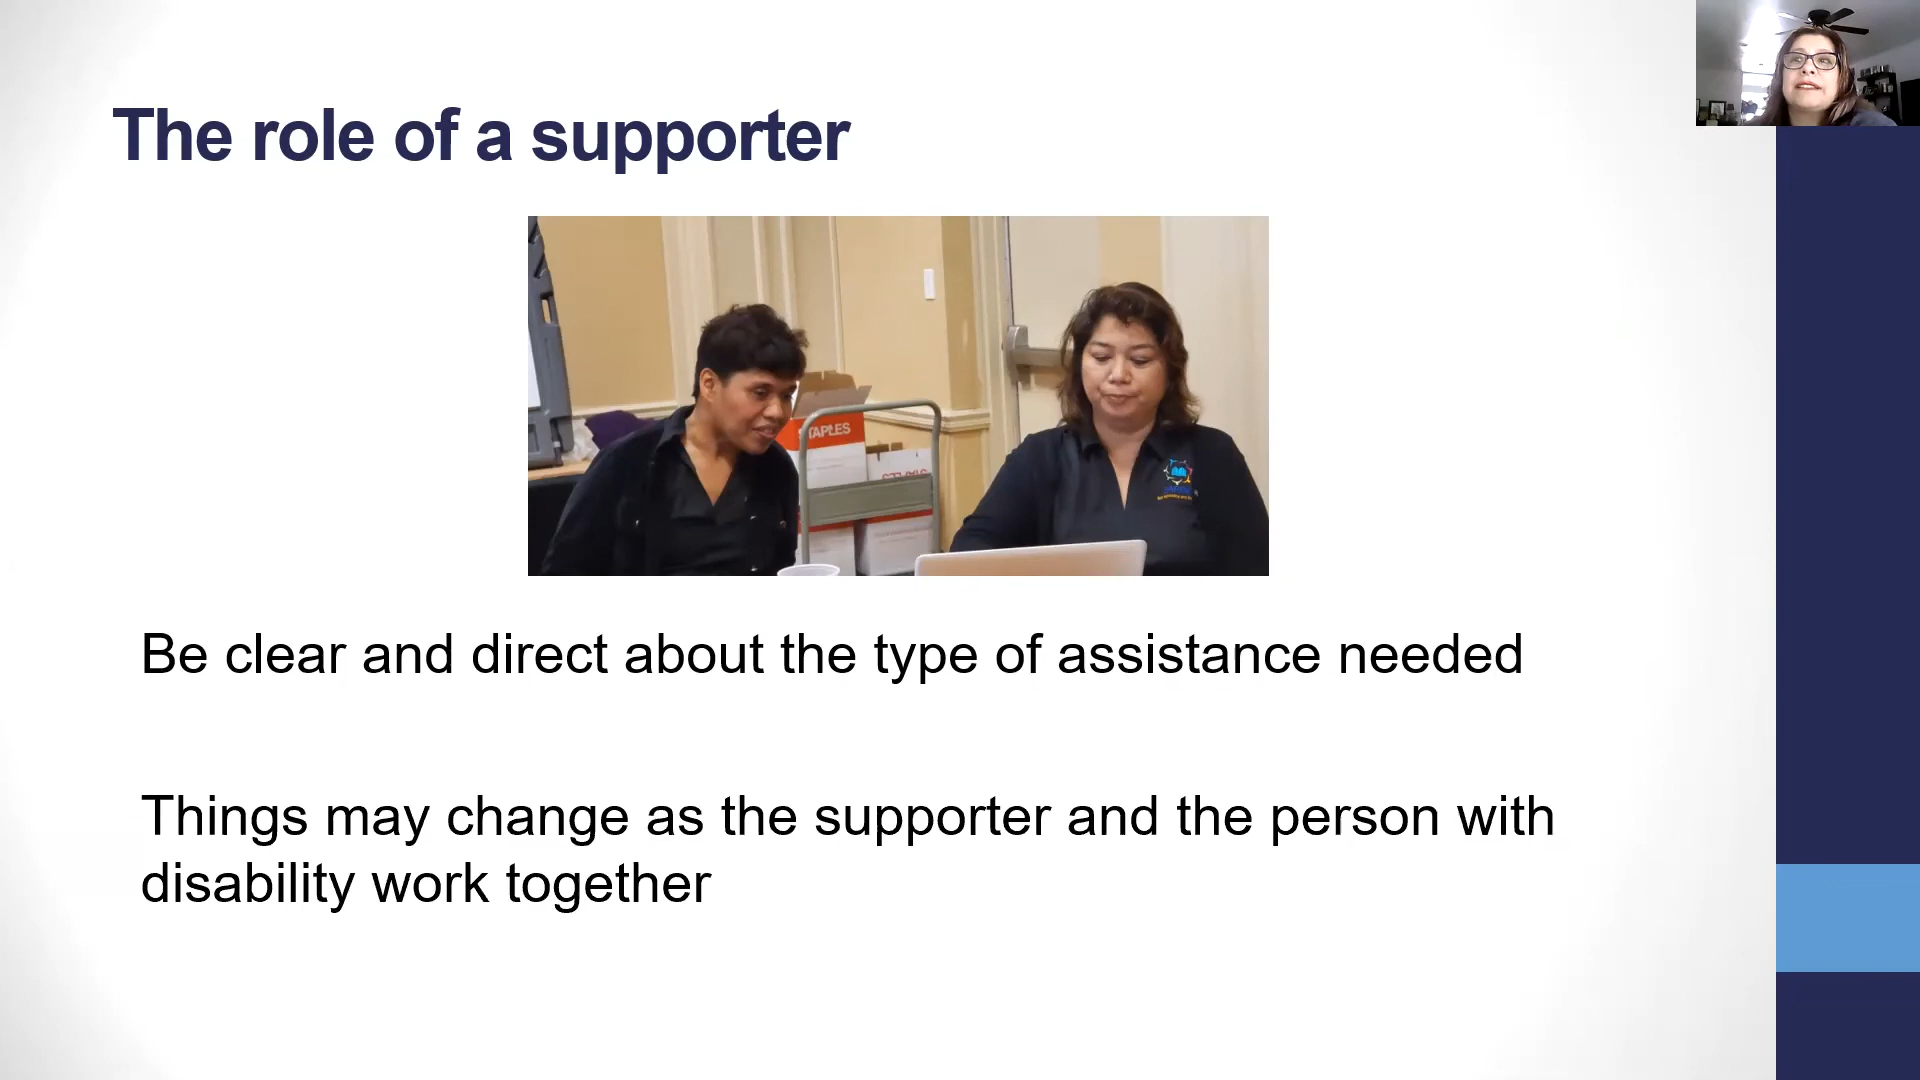 The role of a supporter
STAPLES
Be clear and direct about the type of assistance needed
Things may change as the supporter and the person with
disability work together